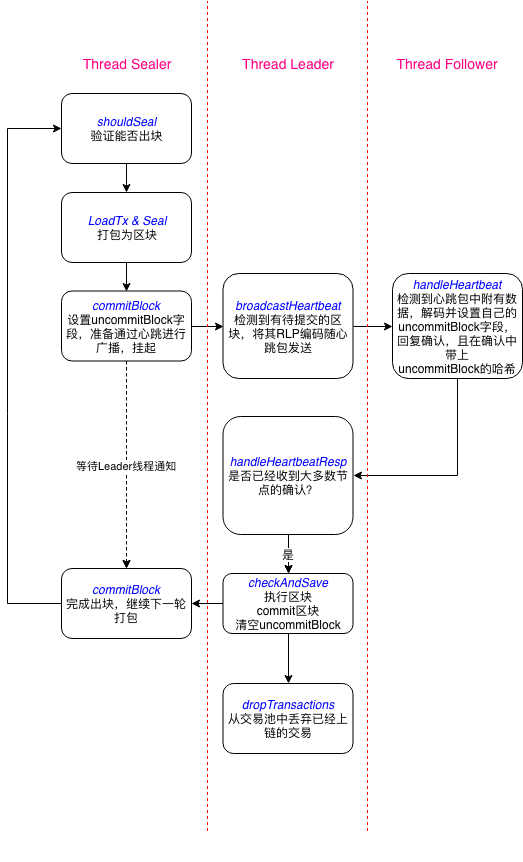 Thread Sealer
Thread Leader
Thread Follower
shouldSeal
验证能否出块
LoadTx & Seal
打包为区块
commitBlock
设置uncommitBlock字
段，准备通过心跳进行
广播，挂起
broadcastHeartbeat
检测到有待提交的区
块，将其RLP编码随心
跳包发送
handleHeartbeat
检测到心跳包中附有数
据，解码并设置自己的
uncommitBlock字段，
回复确认，且在确认中
带上
uncommitBlock的哈希
handleHeartbeatResp
是否已经收到大多数节
点的确认？
等待Leader线程通知
是
commitBlock
完成出块，继续下一轮
打包
checkAndSave
执行区块
commit区块
清空uncommitBlock
dropTransactions
从交易池中丢弃已经上
链的交易